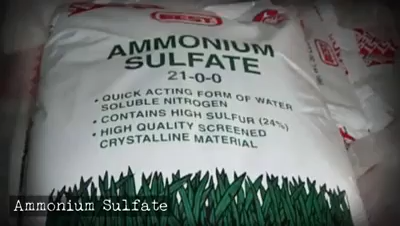 BEST
AMMONIUM
SULFATE
21-0-0
• QUICK ACTING FORM OF WATER
SOLUBLE NITROGEN
• CONTAINS HIGH SULFUR (24%)
• HIGH QUALITY SCREENED
CRYSTALLINE MATERIAL
Ammonium Sulfate